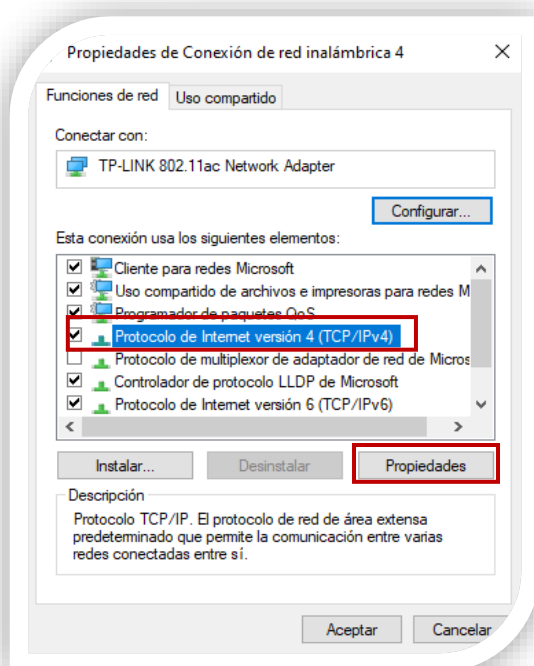 Propiedades de Conexión de red inalámbrica 4
Funciones de red
Uso compartido
Conectar con:
TP-LINK 802.11ac Network Adapter
Configurar...
Esta conexión usa los siguientes elementos:
Cliente para redes Microsoft
Uso compartido de archivos e impresoras para redes M
Programador de paquetes QoS
Protocolo de Internet versión 4 (TCP/IPv4)
Protocolo de multiplexor de adaptador de red de Micros
Controlador de protocolo LLDP de Microsoft
Protocolo de Internet versión 6 (TCP/IPv6)
Instalar...
Desinstalar
Propiedades
Descripción
Protocolo TCP/IP. El protocolo de red de área extensa
predeterminado que permite la comunicación entre varias
redes conectadas entre sí.
Aceptar
Cancelar